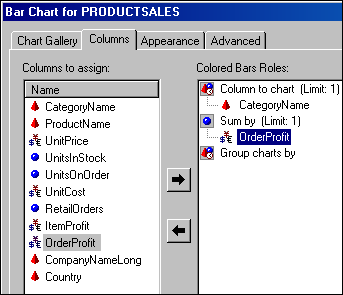 Bar Chart for PRODUCTSALES
Chart Gallery Columns Appearance Advanced
Columns to assign:
Name
CategoryName
ProductName
UnitPrice
UnitsInStock
UnitsOnOrder
UnitCost
RetailOrders
ItemProfit
OrderProfit
CompanyNameLong
Country
Colored Bars Roles:
Column to chart (Limit: 1)
CategoryName
Sum by (Limit: 1)
OrderProfit
Group charts by